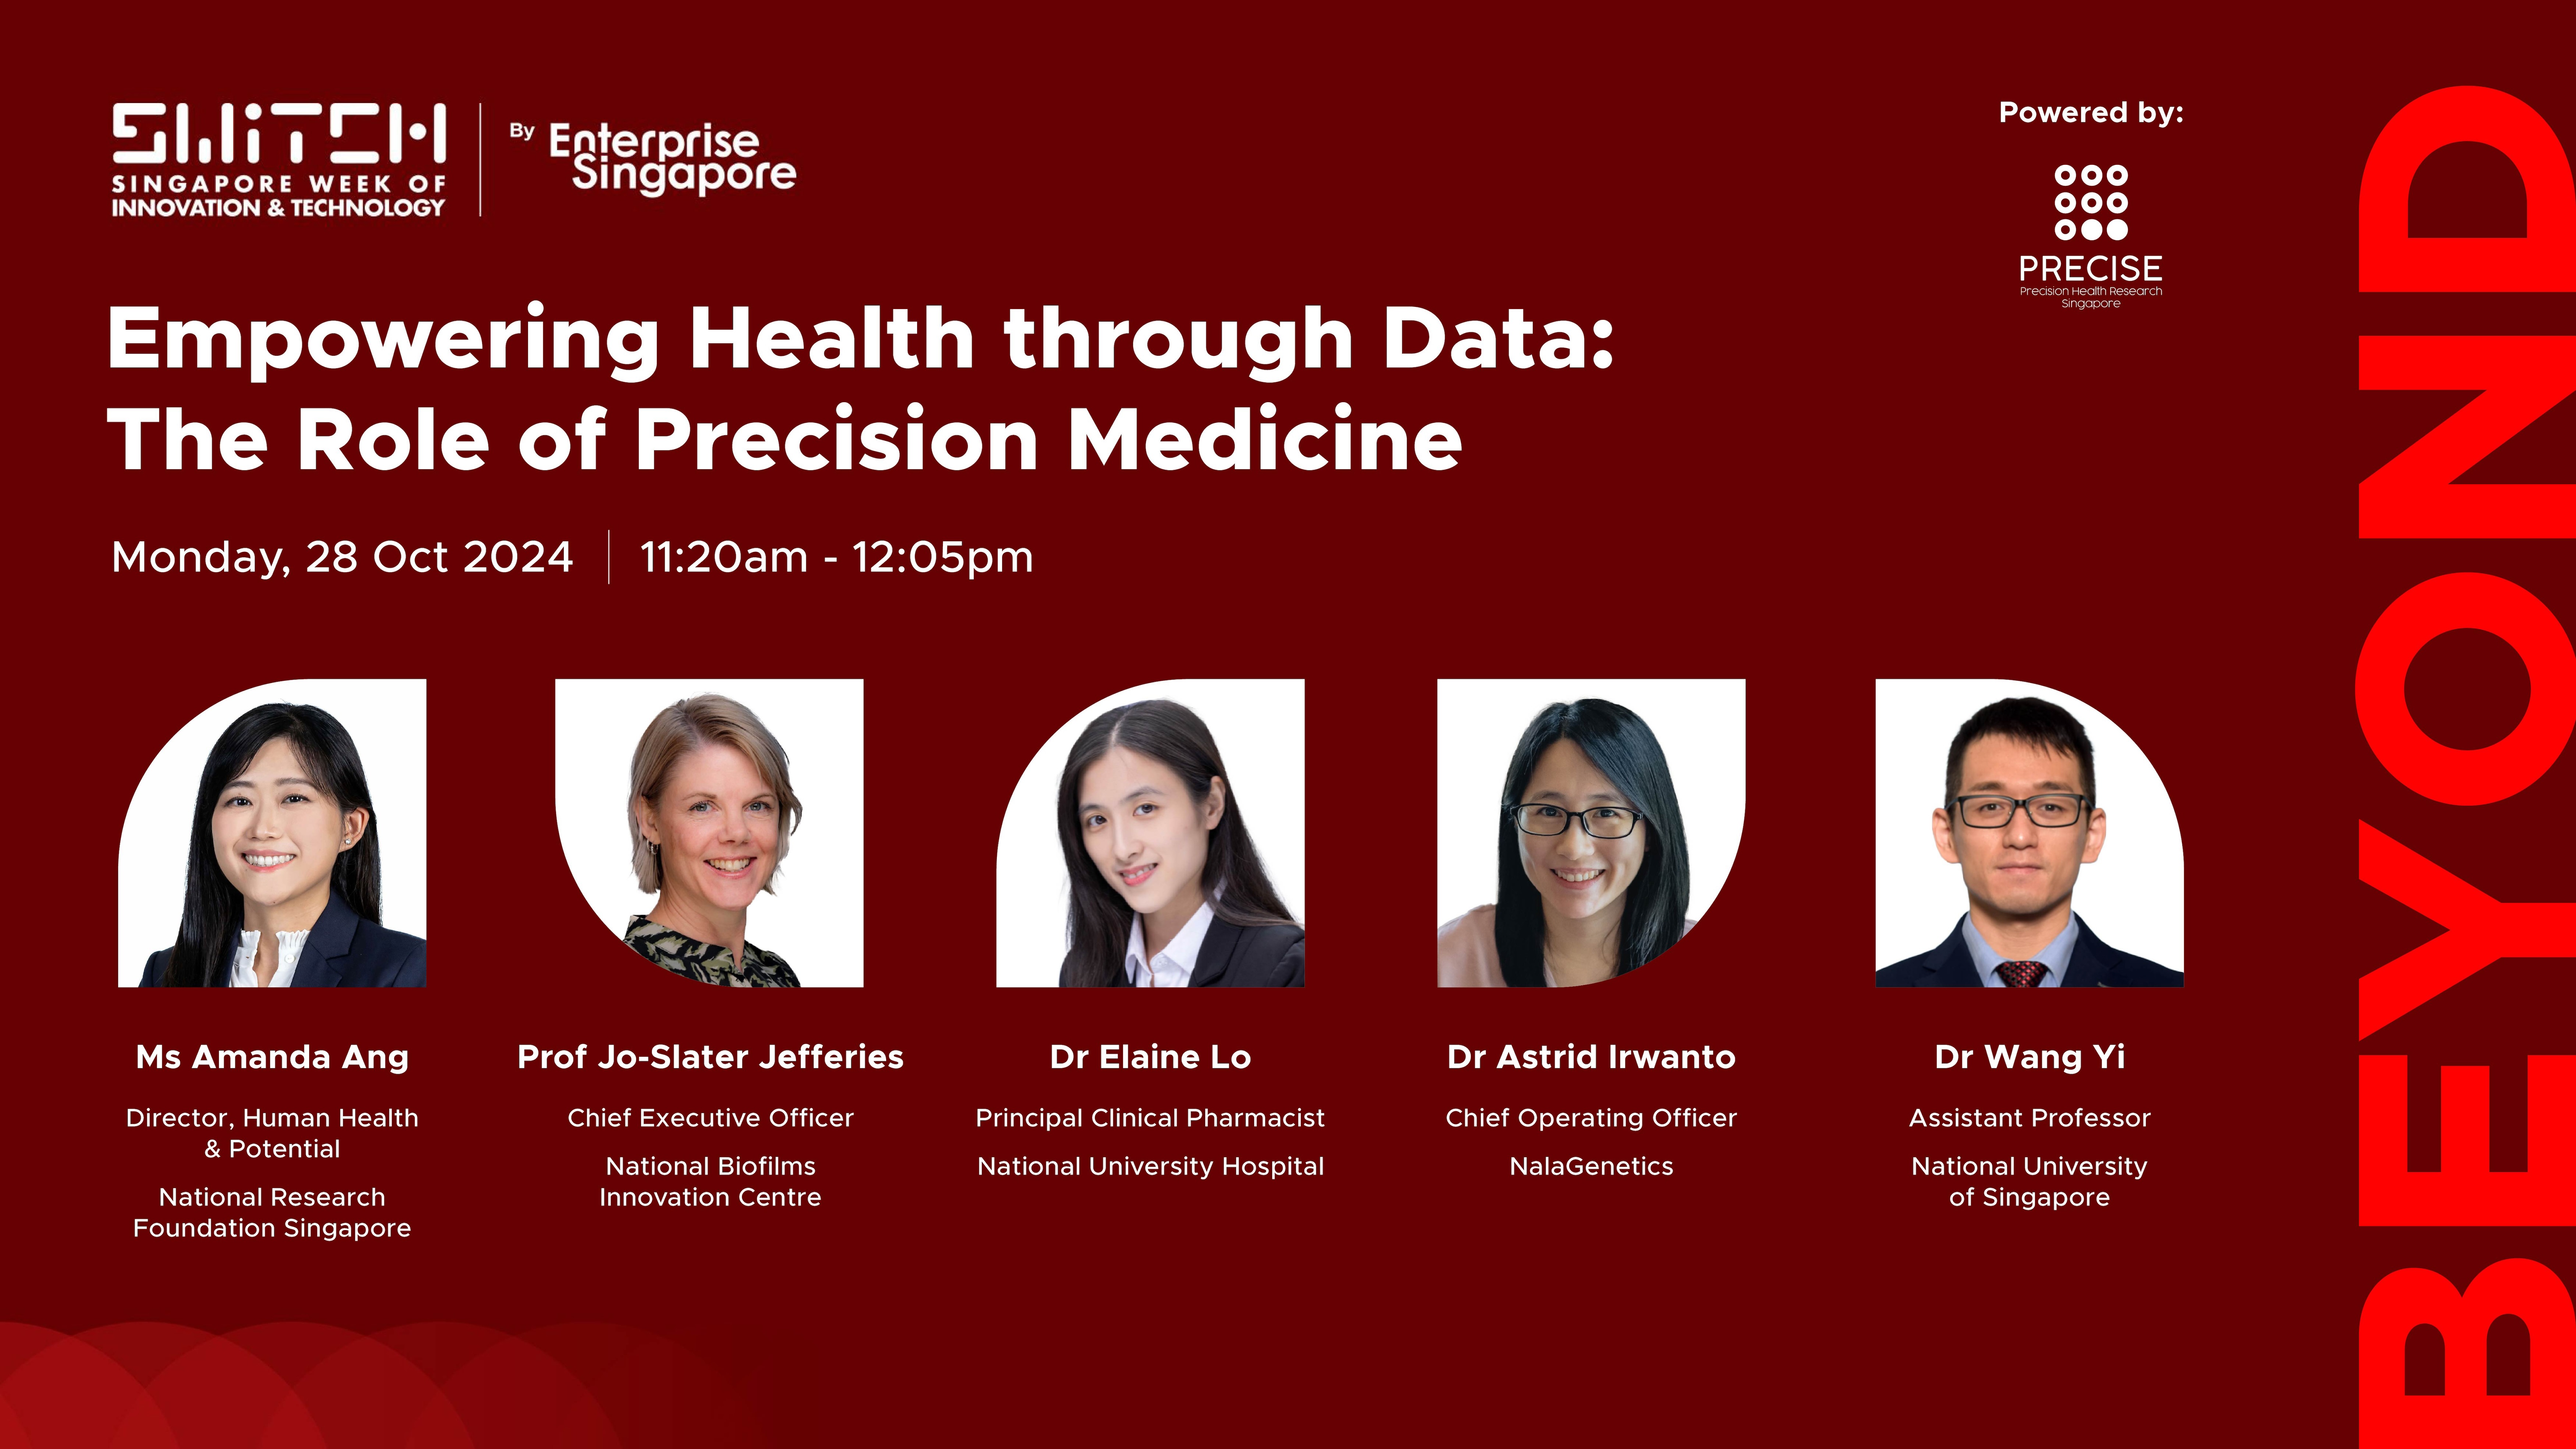 SWITCH
SINGAPORE WEEK OF
INNOVATION & TECHNOLOGY
By Enterprise
Singapore
Powered by:
PRECISE
Precision Health Research
Singapore
Empowering Health through Data:
The Role of Precision Medicine
Monday, 28 Oct 2024
11:20am - 12:05pm
Ms Amanda Ang
Director, Human Health
& Potential
National Research
Foundation Singapore
Prof Jo-Slater Jefferies
Chief Executive Officer
National Biofilms
Innovation Centre
Dr Elaine Lo
Principal Clinical Pharmacist
National University Hospital
Dr Astrid Irwanto
Chief Operating Officer
NalaGenetics
Dr Wang Yi
Assistant Professor
National University
of Singapore
BEYOND